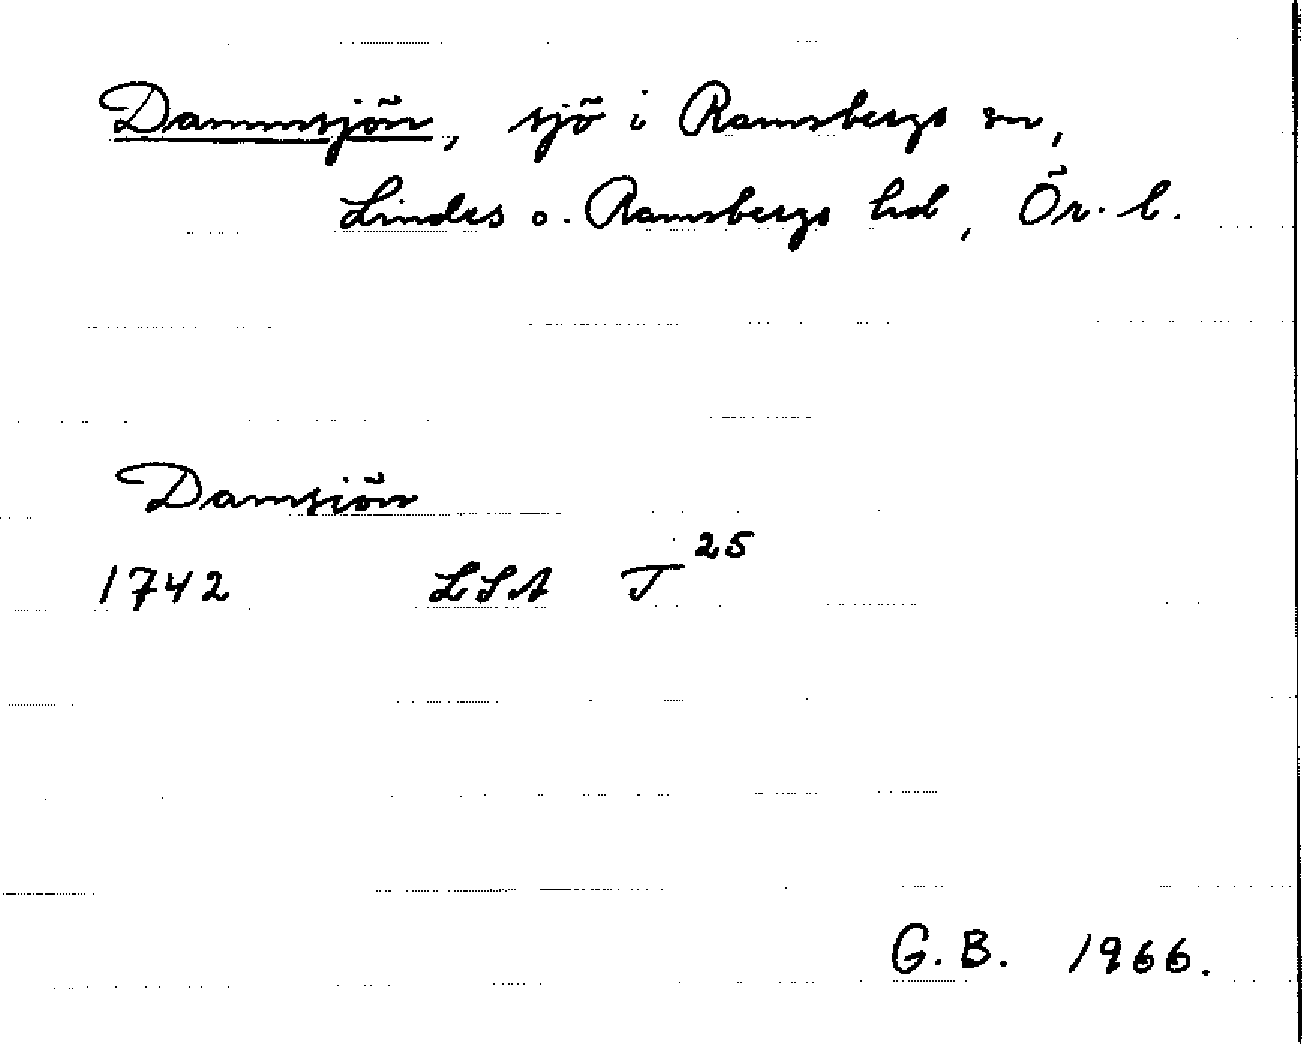 Dammsjön, sjö i Ramsbergs sn,
Lindes o. Ramsbergs hd, Ör. l.
Damsiön
1742 LSA T 25
G. B. 1966.